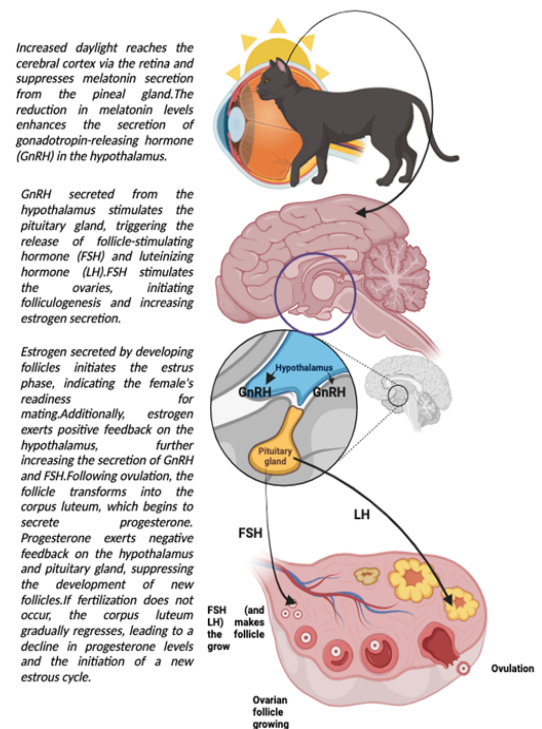 Increased daylight reaches the
cerebral cortex via the retina and
suppresses melatonin secretion
from the pineal gland.The
reduction in melatonin levels
enhances the secretion of
gonadotropin-releasing hormone
(GnRH) in the hypothalamus.
GnRH secreted from the
hypothalamus stimulates the
pituitary gland, triggering the
release of follicle-stimulating
hormone (FSH) and luteinizing
hormone (LH).FSH stimulates
the ovaries, initiating
folliculogenesis and increasing
estrogen secretion.
Estrogen secreted by developing
follicles initiates the estrus
phase, indicating the female's
readiness for
mating.Additionally, estrogen
exerts positive feedback on the
hypothalamus, further
increasing the secretion of GnRH
and FSH.Following ovulation, the
follicle transforms into the
corpus luteum, which begins to
secrete progesterone.
Progesterone exerts negative
feedback on the hypothalamus
and pituitary gland, suppressing
the development of new
follicles.If fertilization does not
occur, the corpus luteum
gradually regresses, leading to a
decline in progesterone levels
and the initiation of a new
estrous cycle.
Hypothalamus
GnRH
GnRH
Pituitary
gland
LH
FSH
FSH (and
LH) makes
the follicle
grow
Ovulation
Ovarian
follicle
growing